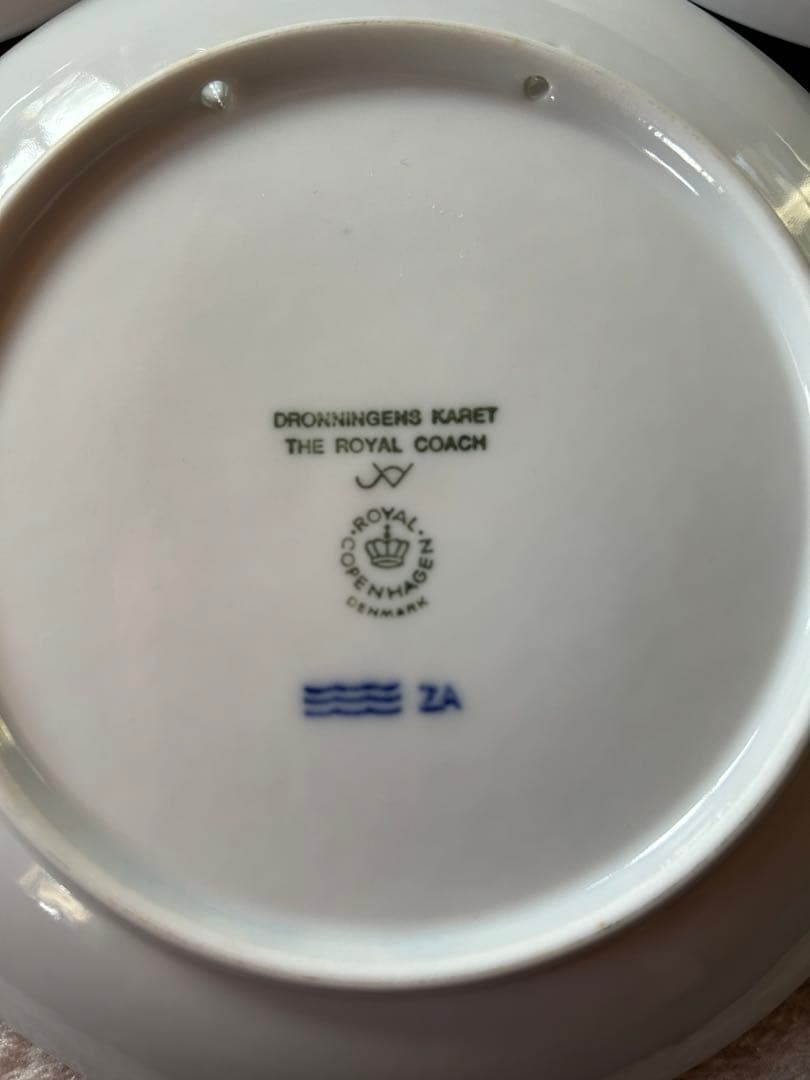 DRONNINGENS KARET
THE ROYAL COACH
ROYAL
COPENHAGEN
DENMARK
ZA